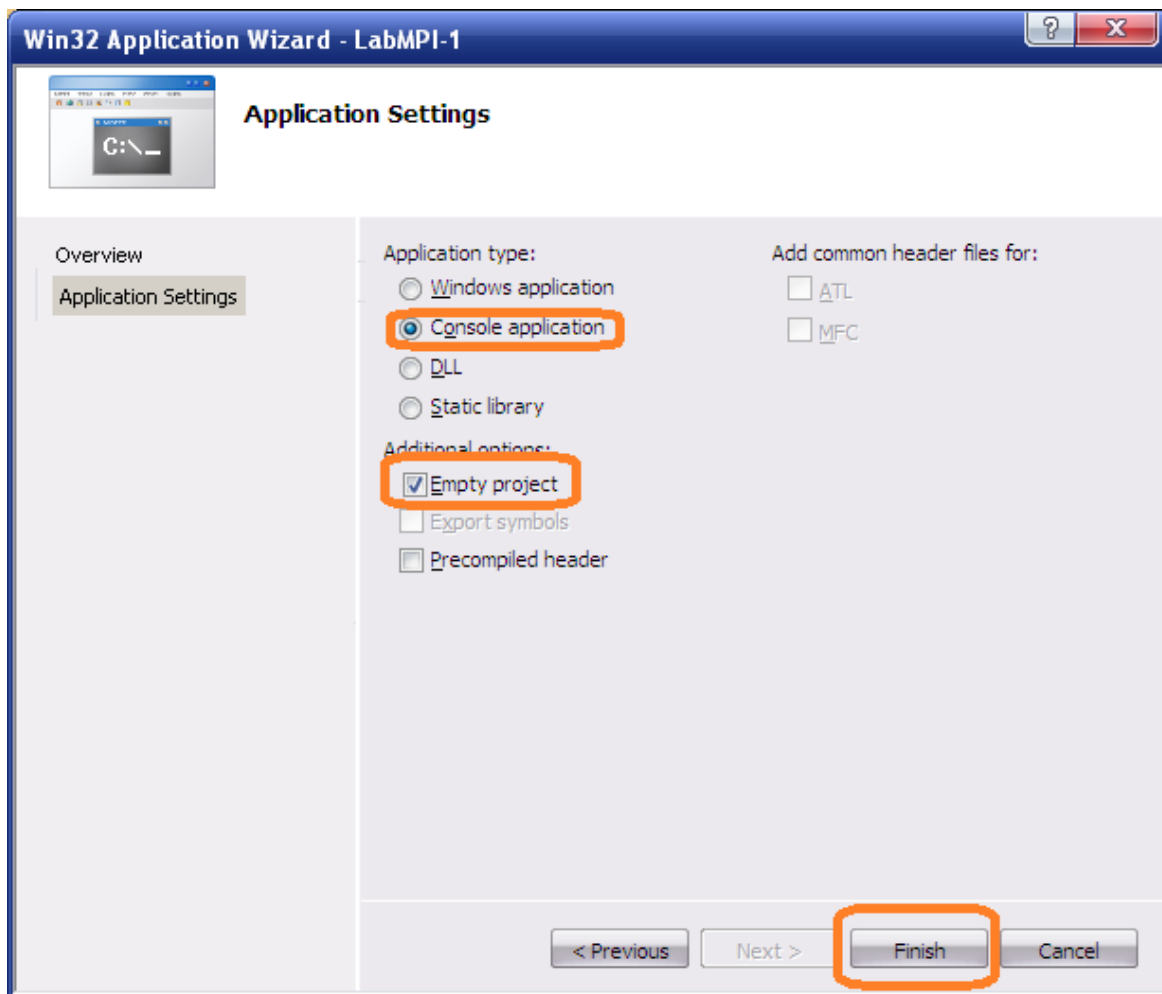 Win32 Application Wizard - LabMPI-1
C:\_
Application Settings
Overview
Application Settings
Application type:
Windows application
Console application
DLL
Static library
Additional options:
Empty project
Export symbols
Precompiled header
Add common header files for:
ATL
MFC
< Previous
Next >
Finish
Cancel